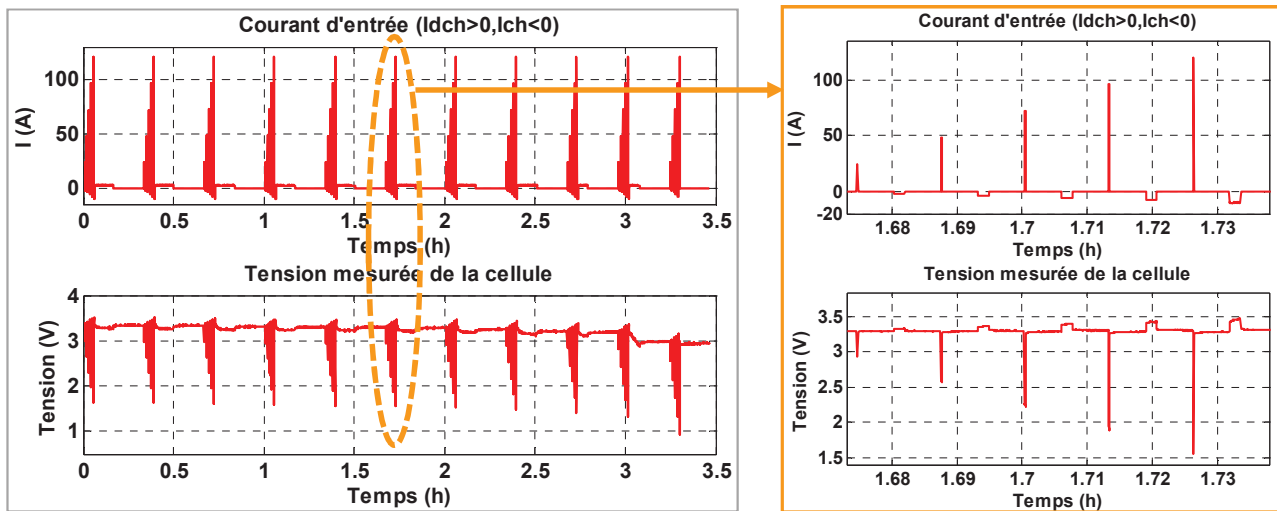 Courant d'entrée (Idch>0,Ich<0)
I (A)
100
50
0
0 0.5 1 1.5 2 2.5 3 3.5
Temps (h)
Tension mesurée de la cellule
Tension (V)
4
3
2
1
0 0.5 1 1.5 2 2.5 3 3.5
Temps (h)
Courant d'entrée (Idch>0,Ich<0)
I (A)
100
50
0
-20
1.68 1.69 1.7 1.71 1.72 1.73
Temps (h)
Tension mesurée de la cellule
Tension (V)
3.5
3
2.5
2
1.5
1.68 1.69 1.7 1.71 1.72 1.73
Temps (h)